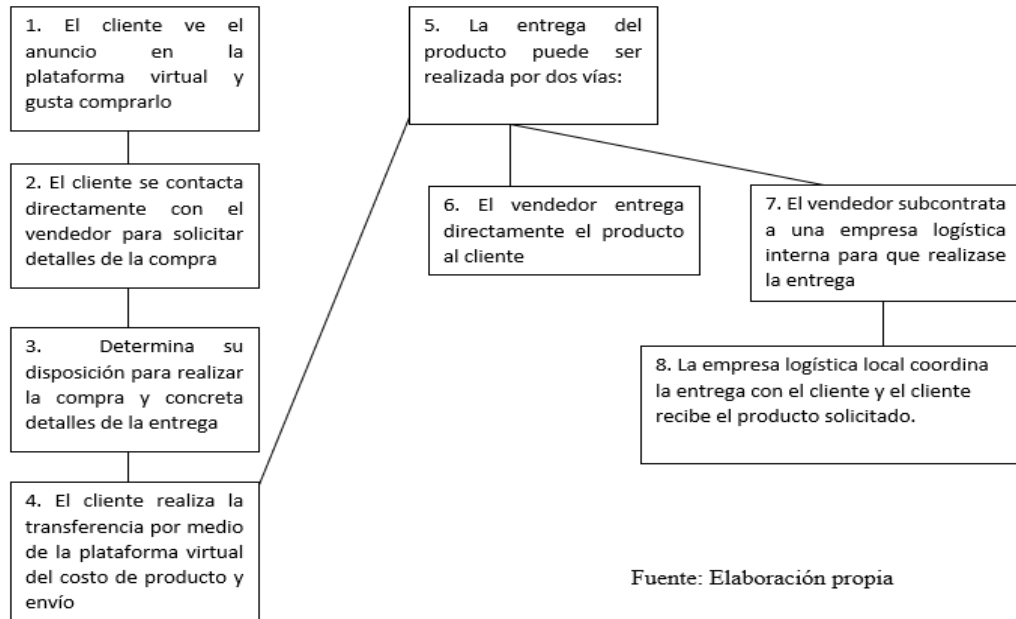 1. El cliente ve el
anuncio en la
plataforma virtual y
gusta comprarlo
2. El cliente se contacta
directamente con el
vendedor para solicitar
detalles de la compra
3. Determina su
disposición para realizar
la compra y concreta
detalles de la entrega
4. El cliente realiza la
transferencia por medio
de la plataforma virtual
del costo de producto y
envío
5. La entrega del
producto puede ser
realizada por dos vías:
6. El vendedor entrega
directamente el producto
al cliente
7. El vendedor subcontrata
a una empresa logística
interna para que realizase
la entrega
8. La empresa logística local coordina
la entrega con el cliente y el cliente
recibe el producto solicitado.
Fuente: Elaboración propia